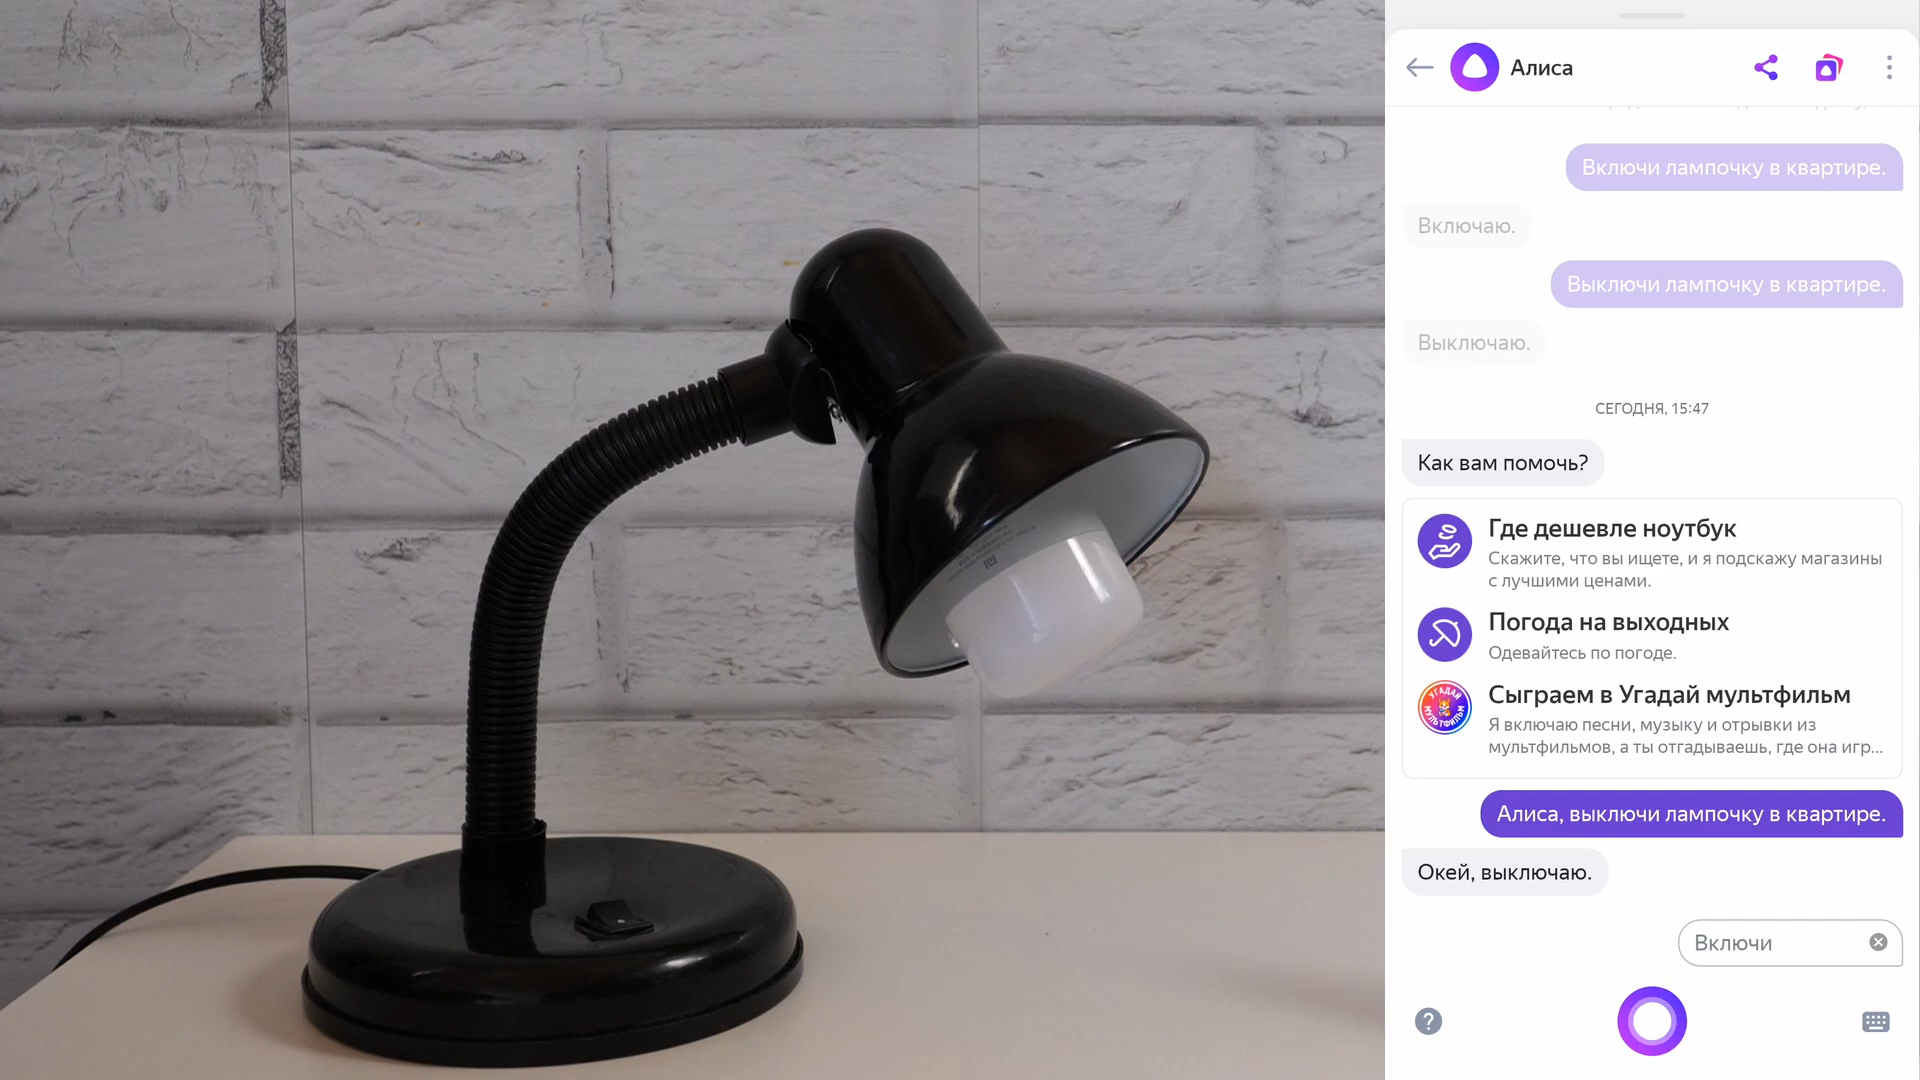 Алиса
Включи лампочку в квартире.
Включаю.
Выключи лампочку в квартире.
Выключаю.
СЕГОДНЯ, 15:47
Как вам помочь?
Где дешевле ноутбук
Скажите, что вы ищете, и я подскажу магазины
с лучшими ценами.
Погода на выходных
Одевайтесь по погоде.
УГАДАЙ
МУЛЬТФИЛЬМ
Сыграем в Угадай мультфильм
Я включаю песни, музыку и отрывки из
мультфильмов, а ты отгадываешь, где она игр...
Алиса, выключи лампочку в квартире.
Окей, выключаю.
Включи
?